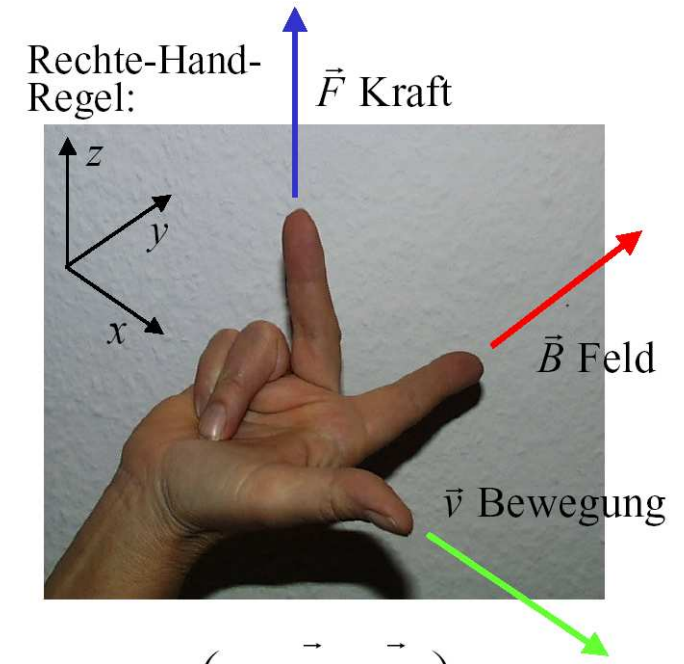 Rechte-Hand-
Regel:
F⃗ Kraft
z
y
x
B⃗ Feld
v⃗ Bewegung